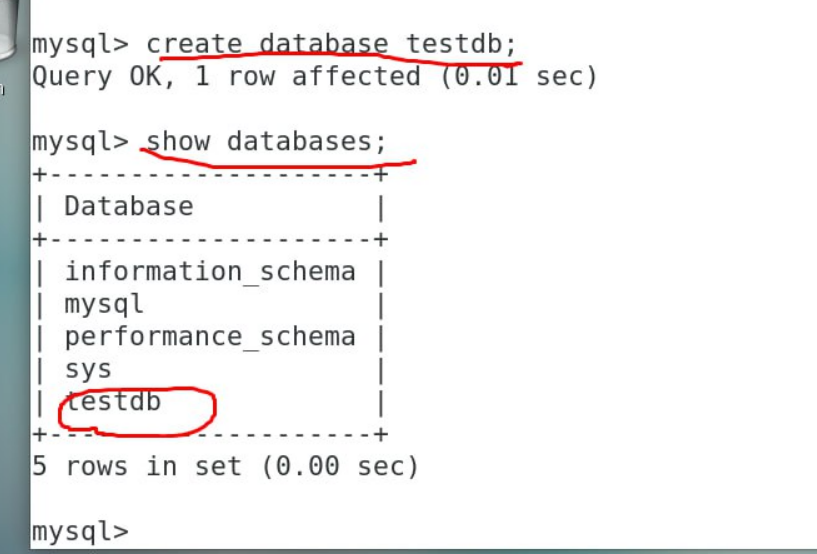 mysql> create database testdb;
Query OK, 1 row affected (0.01 sec)
mysql> show databases;
+--------------------+
| Database           |
+--------------------+
| information_schema |
| mysql              |
| performance_schema |
| sys                |
| testdb             |
+--------------------+
5 rows in set (0.00 sec)
mysql>